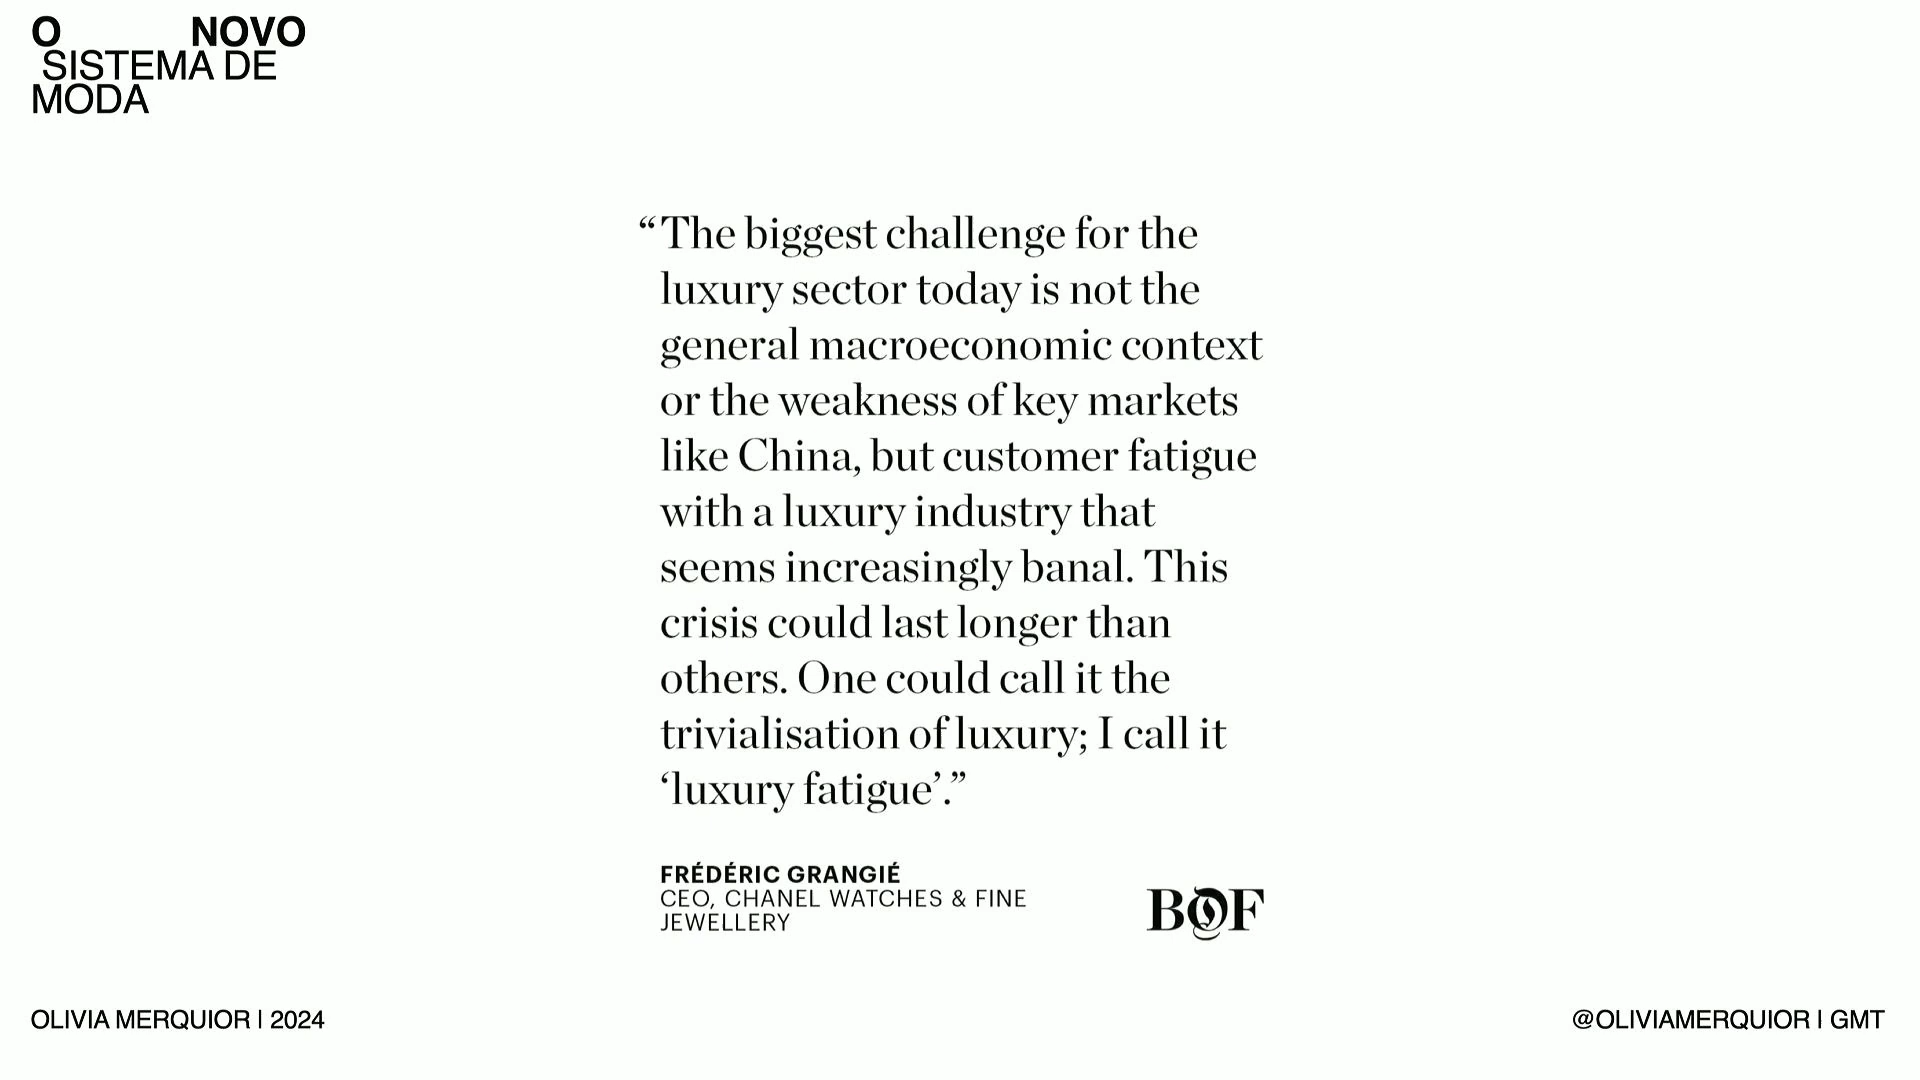 O NOVO
SISTEMA DE
MODA
“The biggest challenge for the
luxury sector today is not the
general macroeconomic context
or the weakness of key markets
like China, but customer fatigue
with a luxury industry that
seems increasingly banal. This
crisis could last longer than
others. One could call it the
trivialisation of luxury; I call it
‘luxury fatigue’.”
FRÉDÉRIC GRANGIÉ
CEO, CHANEL WATCHES & FINE
JEWELLERY
BOF
OLIVIA MERQUIOR | 2024
@OLIVIAMERQUIOR | GMT